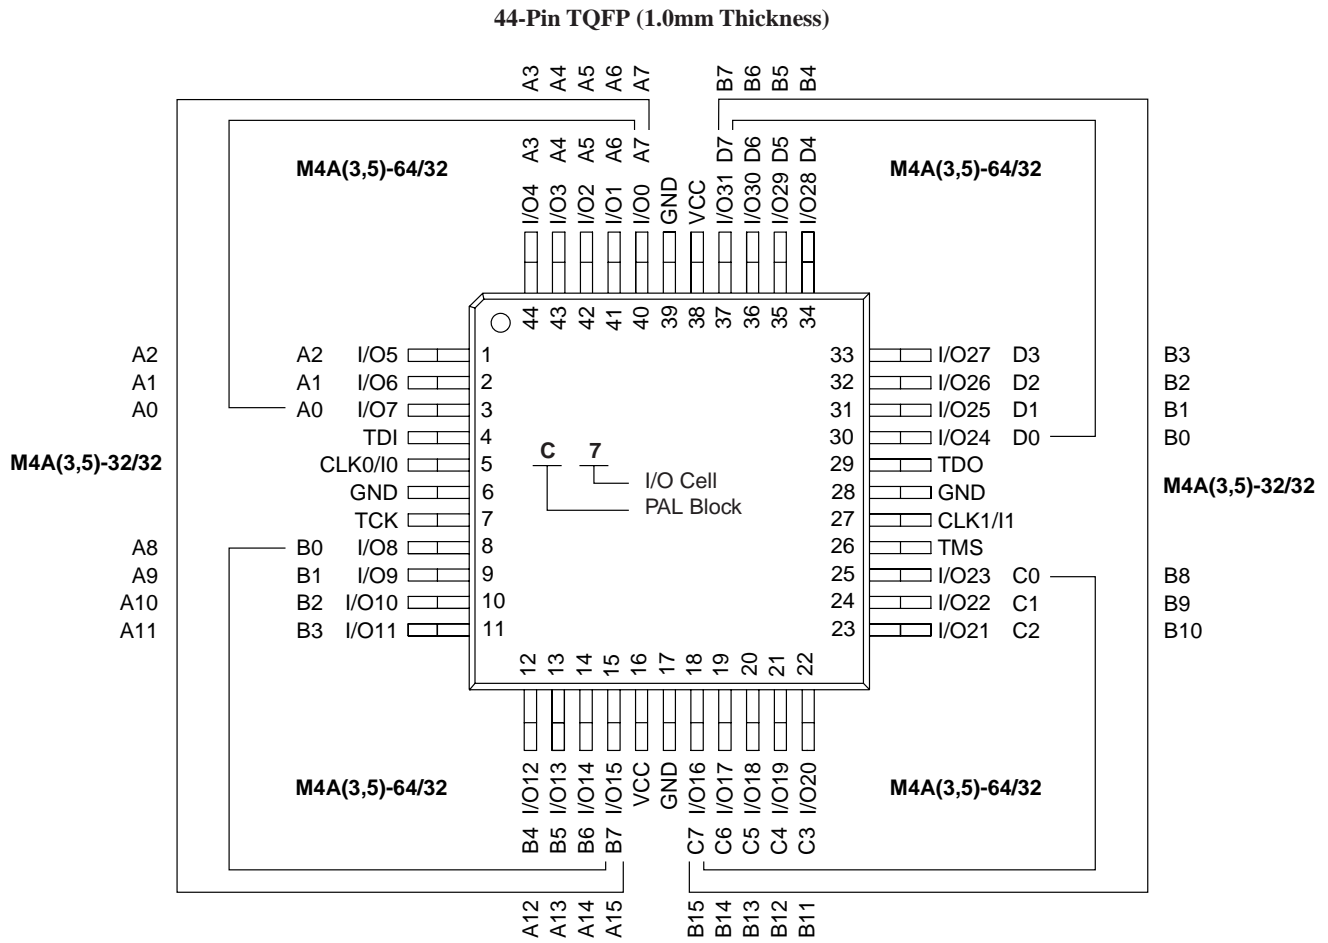 44-Pin TQFP (1.0mm Thickness)
A3 A4 A5 A6 A7 B7 B6 B5 B4
M4A(3,5)-64/32 A3 A4 A5 A6 A7 D7 D6 D5 D4 M4A(3,5)-64/32
I/O4 I/O3 I/O2 I/O1 I/O0 GND VCC I/O31 I/O30 I/O29 I/O28
44 43 42 41 40 39 38 37 36 35 34
A2 A2 I/O5 1 33 I/O27 D3 B3
A1 A1 I/O6 2 32 I/O26 D2 B2
A0 A0 I/O7 3 31 I/O25 D1 B1
TDI 4 30 I/O24 D0 B0
M4A(3,5)-32/32 CLK0/I0 5 C 7 29 TDO
GND 6 I/O Cell 28 GND M4A(3,5)-32/32
TCK 7 PAL Block 27 CLK1/I1
A8 B0 I/O8 8 26 TMS
A9 B1 I/O9 9 25 I/O23 C0 B8
A10 B2 I/O10 10 24 I/O22 C1 B9
A11 B3 I/O11 11 23 I/O21 C2 B10
12 13 14 15 16 17 18 19 20 21 22
M4A(3,5)-64/32 I/O12 I/O13 I/O14 I/O15 VCC GND I/O16 I/O17 I/O18 I/O19 I/O20 M4A(3,5)-64/32
B4 B5 B6 B7 C7 C6 C5 C4 C3
A12 A13 A14 A15 B15 B14 B13 B12 B11